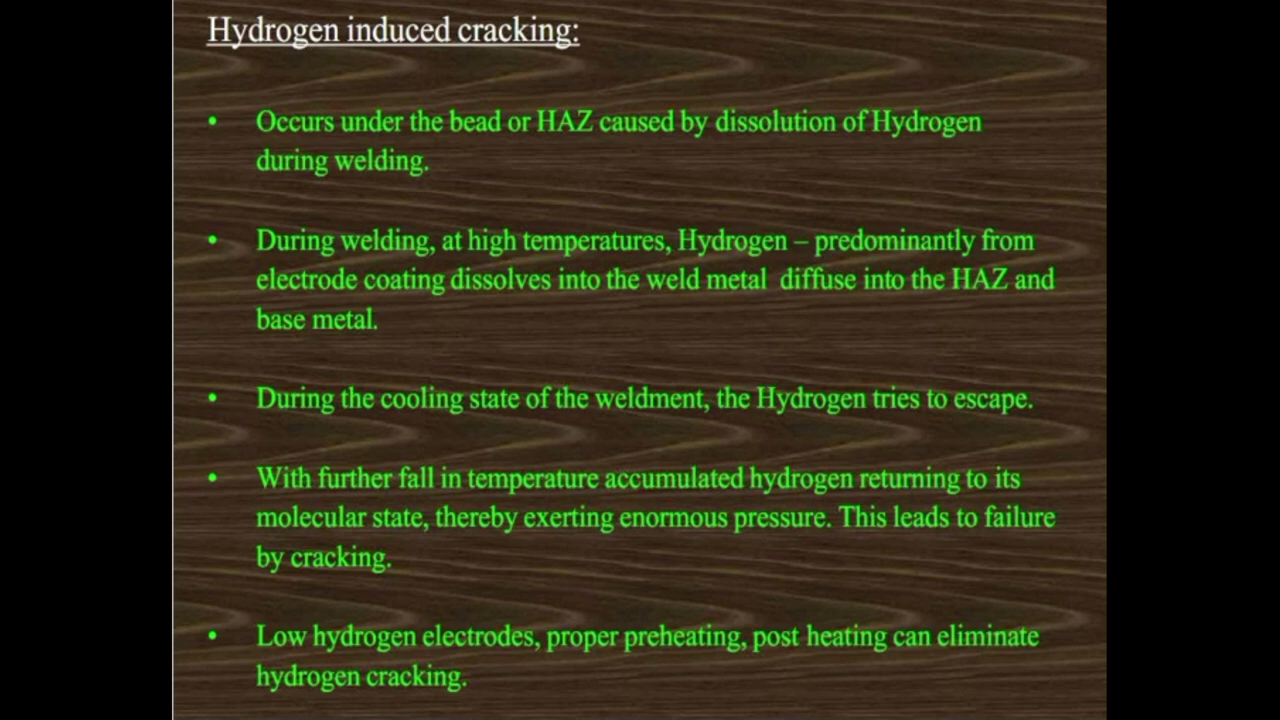 Hydrogen induced cracking:
• Occurs under the bead or HAZ caused by dissolution of Hydrogen
during welding.
• During welding, at high temperatures, Hydrogen – predominantly from
electrode coating dissolves into the weld metal diffuse into the HAZ and
base metal.
• During the cooling state of the weldment, the Hydrogen tries to escape.
• With further fall in temperature accumulated hydrogen returning to its
molecular state, thereby exerting enormous pressure. This leads to failure
by cracking.
• Low hydrogen electrodes, proper preheating, post heating can eliminate
hydrogen cracking.